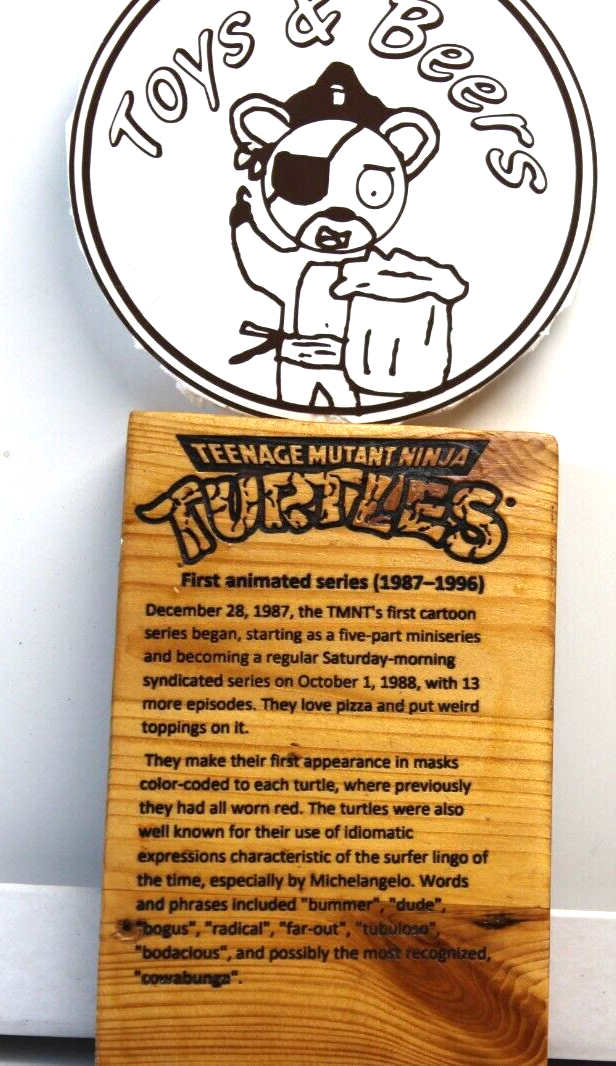 Toys & Beers
TEENAGE MUTANT NINJA
TURTLES
First animated series (1987–1996)
December 28, 1987, the TMNT's first cartoon
series began, starting as a five-part miniseries
and becoming a regular Saturday-morning
syndicated series on October 1, 1988, with 13
more episodes. They love pizza and put weird
toppings on it.
They make their first appearance in masks
color-coded to each turtle, where previously
they had all worn red. The turtles were also
well known for their use of idiomatic
expressions characteristic of the surfer lingo of
the time, especially by Michelangelo. Words
and phrases included "bummer", "dude",
"bogus", "radical", "far-out", "tubuloso",
"bodacious", and possibly the most recognized,
"cowabunga".